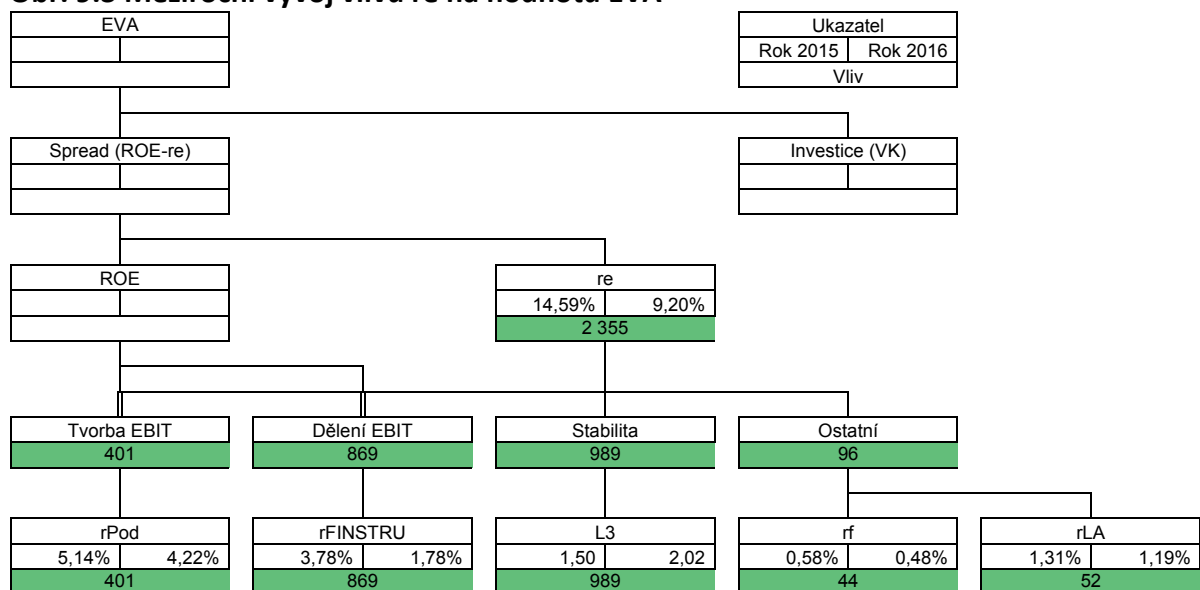 EVA
Ukazatel
Rok 2015 Rok 2016
Vliv
Spread (ROE-re)
Investice (VK)
ROE
re
14,59% 9,20%
2 355
Tvorba EBIT
401
Dělení EBIT
869
Stabilita
989
Ostatní
96
rPod
5,14% 4,22%
401
rFINSTRU
3,78% 1,78%
869
L3
1,50 2,02
989
rf
0,58% 0,48%
44
rLA
1,31% 1,19%
52